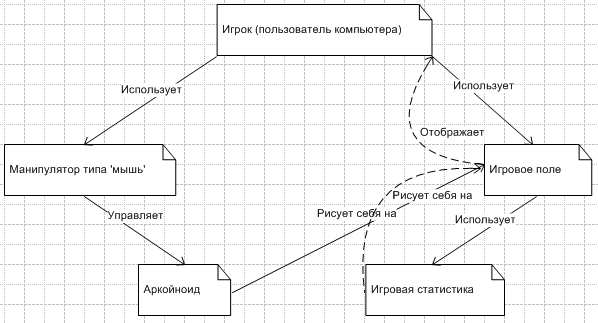 Игрок (пользователь компьютера)
Использует
Использует
Отображает
Манипулятор типа 'мышь'
Игровое поле
Рисует себя на
Управляет
Рисует себя на
Использует
Аркойноид
Игровая статистика